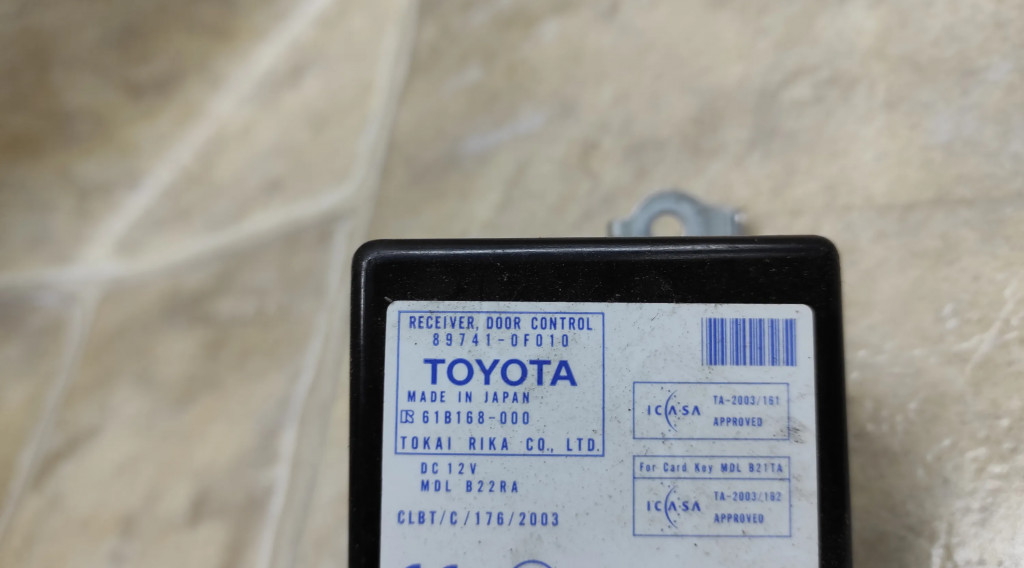 RECEIVER, DOOR CONTROL
89741-0F010
TOYOTA
MADE IN JAPAN
61B168-000
TOKAI RIKA CO., LTD.
DC 12V
MDL B22RA
CLBT/C/176/2003
ICASA
TA-2003/161
APPROVED
For Card Key MDL B21TA
ICASA
TA-2003/162
APPROVED